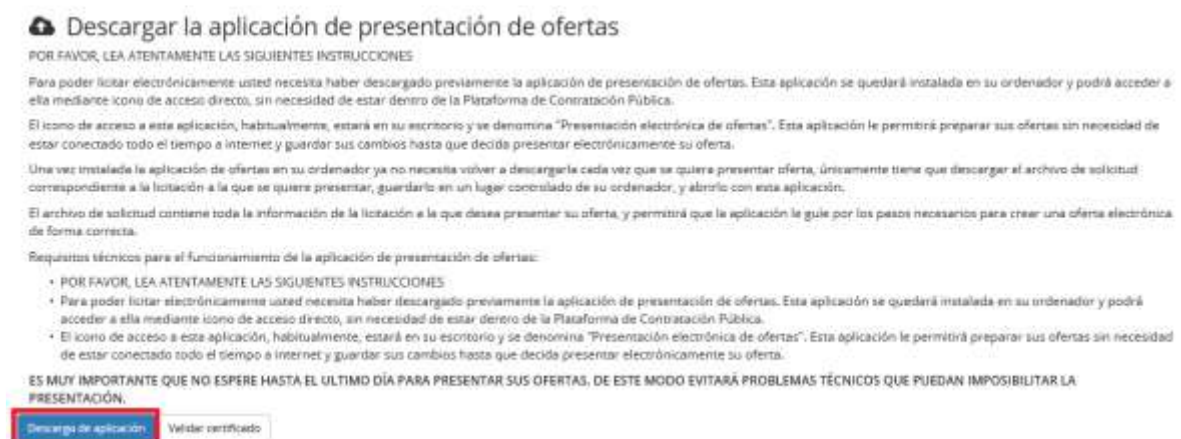 Descargar la aplicación de presentación de ofertas
POR FAVOR, LEA ATENTAMENTE LAS SIGUIENTES INSTRUCCIONES
Para poder licitar electrónicamente usted necesita haber descargado previamente la aplicación de presentación de ofertas. Esta aplicación se quedará instalada en su ordenador y podrá acceder a
ella mediante icono de acceso directo, sin necesidad de estar dentro de la Plataforma de Contratación Pública.
El icono de acceso a esta aplicación, habitualmente, estará en su escritorio y se denomina "Presentación electrónica de ofertas". Esta aplicación le permitirá preparar sus ofertas sin necesidad de
estar conectado todo el tiempo a internet y guardar sus cambios hasta que decida presentar electrónicamente su oferta.
Una vez instalada la aplicación de ofertas en su ordenador ya no necesita volver a descargarla cada vez que se quiera presentar oferta, únicamente tiene que descargar el archivo de solicitud
correspondiente a la licitación a la que se quiere presentar, guardarlo en un lugar controlado de su ordenador, y abrirlo con esta aplicación.
El archivo de solicitud contiene toda la información de la licitación a la que desea presentar su oferta, y permitirá que la aplicación le guíe por los pasos necesarios para crear una oferta electrónica
de forma correcta.
Requisitos técnicos para el funcionamiento de la aplicación de presentación de ofertas:
• POR FAVOR, LEA ATENTAMENTE LAS SIGUIENTES INSTRUCCIONES
• Para poder licitar electrónicamente usted necesita haber descargado previamente la aplicación de presentación de ofertas. Esta aplicación se quedará instalada en su ordenador y podrá
acceder a ella mediante icono de acceso directo, sin necesidad de estar dentro de la Plataforma de Contratación Pública.
• El icono de acceso a esta aplicación, habitualmente, estará en su escritorio y se denomina "Presentación electrónica de ofertas". Esta aplicación le permitirá preparar sus ofertas sin necesidad
de estar conectado todo el tiempo a internet y guardar sus cambios hasta que decida presentar electrónicamente su oferta.
ES MUY IMPORTANTE QUE NO ESPERE HASTA EL ULTIMO DÍA PARA PRESENTAR SUS OFERTAS. DE ESTE MODO EVITARÁ PROBLEMAS TÉCNICOS QUE PUEDAN IMPOSIBILITAR LA
PRESENTACIÓN.
Descarga de aplicación Validar certificado